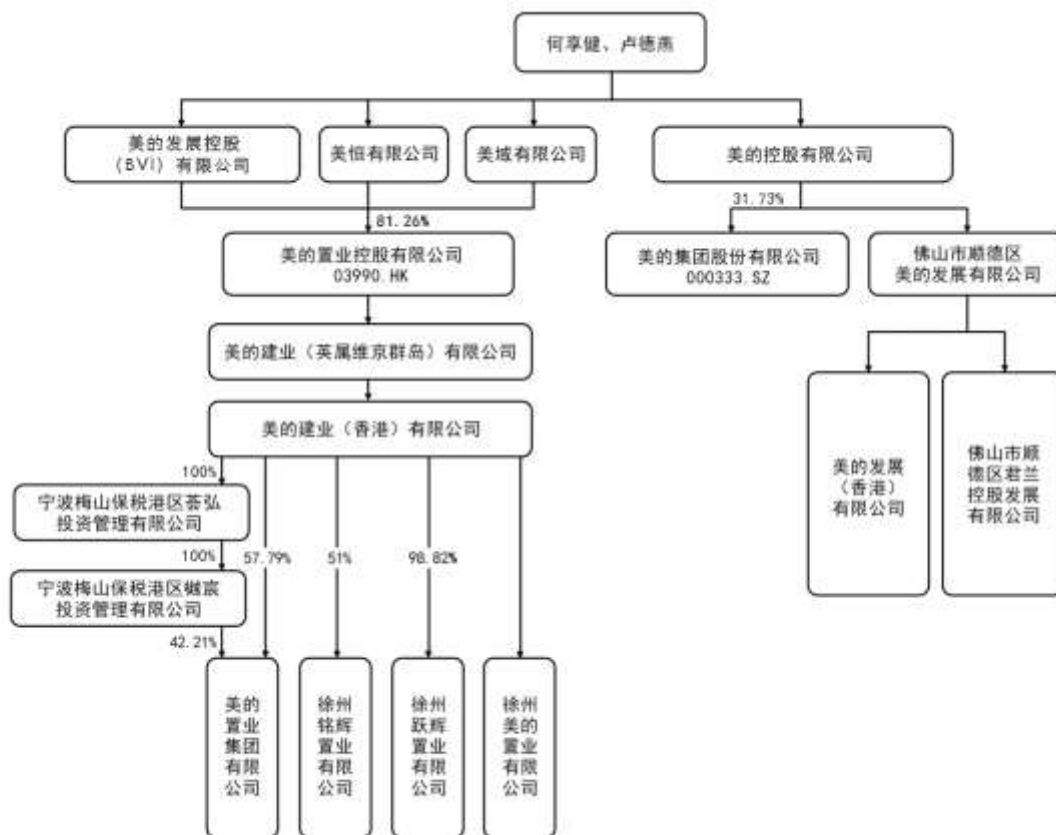 何享健、卢德燕
美的发展控股
（BVI）有限公司
美恒有限公司
美域有限公司
美的控股有限公司
31.73%
81.26%
美的置业控股有限公司
03990.HK
美的集团股份有限公司
000333.SZ
佛山市顺德区
美的发展有限公司
美的建业（英属维京群岛）有限公司
美的建业（香港）有限公司
美的发展
（香港）
有限公司
佛山市顺
德区君兰
控股发展
有限公司
100%
宁波梅山保税港区荟弘
投资管理有限公司
100%
57.79%
51%
98.82%
宁波梅山保税港区樾宸
投资管理有限公司
42.21%
美的
置业
集团
有限
公司
徐州
铭辉
置业
有限
公司
徐州
跃辉
置业
有限
公司
徐州
美的
置业
有限
公司